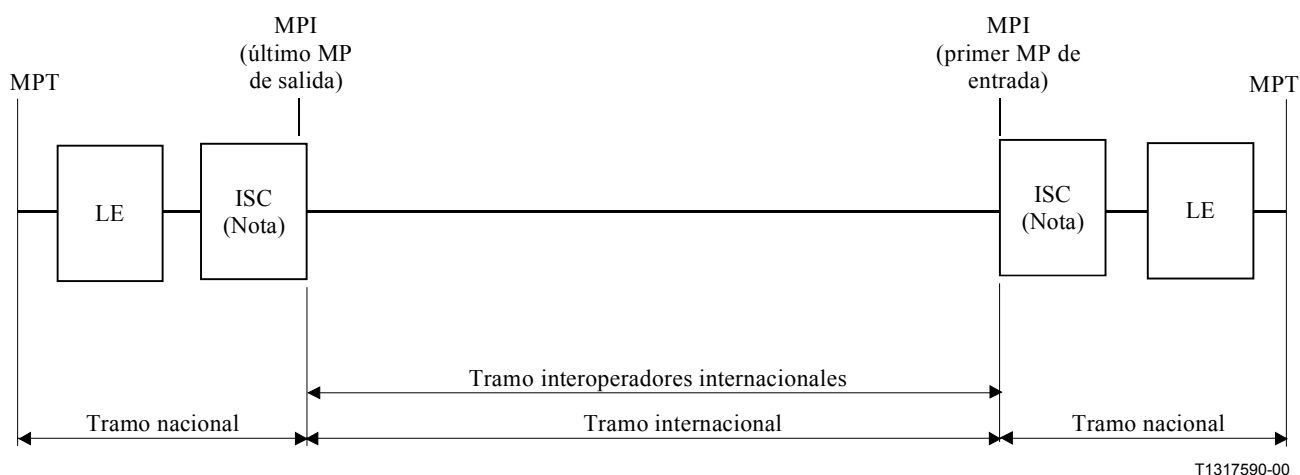 MPI
(último MP
de salida)
MPI
(primer MP de
entrada)
MPT
MPT
LE
ISC
(Nota)
ISC
(Nota)
LE
Tramo interoperadores internacionales
Tramo nacional
Tramo internacional
Tramo nacional
T1317590-00